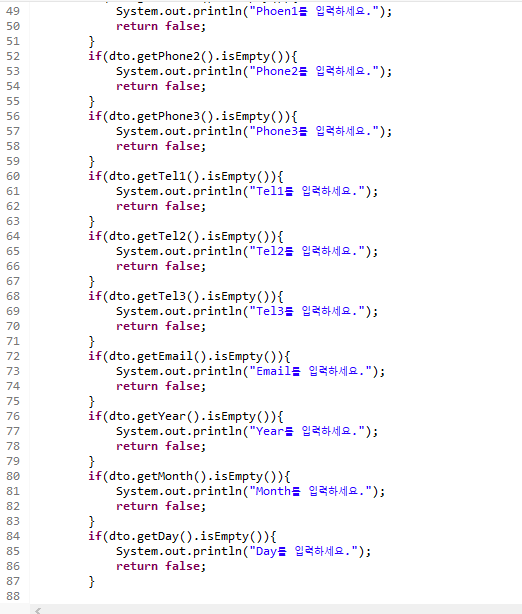 49 System.out.println("Phoen1를 입력하세요.");
50 return false;
51 }
52 if(dto.getPhone2().isEmpty()){
53 System.out.println("Phone2를 입력하세요.");
54 return false;
55 }
56 if(dto.getPhone3().isEmpty()){
57 System.out.println("Phone3를 입력하세요.");
58 return false;
59 }
60 if(dto.getTel1().isEmpty()){
61 System.out.println("Tel1를 입력하세요.");
62 return false;
63 }
64 if(dto.getTel2().isEmpty()){
65 System.out.println("Tel2를 입력하세요.");
66 return false;
67 }
68 if(dto.getTel3().isEmpty()){
69 System.out.println("Tel3를 입력하세요.");
70 return false;
71 }
72 if(dto.getEmail().isEmpty()){
73 System.out.println("Email를 입력하세요.");
74 return false;
75 }
76 if(dto.getYear().isEmpty()){
77 System.out.println("Year를 입력하세요.");
78 return false;
79 }
80 if(dto.getMonth().isEmpty()){
81 System.out.println("Month를 입력하세요.");
82 return false;
83 }
84 if(dto.getDay().isEmpty()){
85 System.out.println("Day를 입력하세요.");
86 return false;
87 }
88